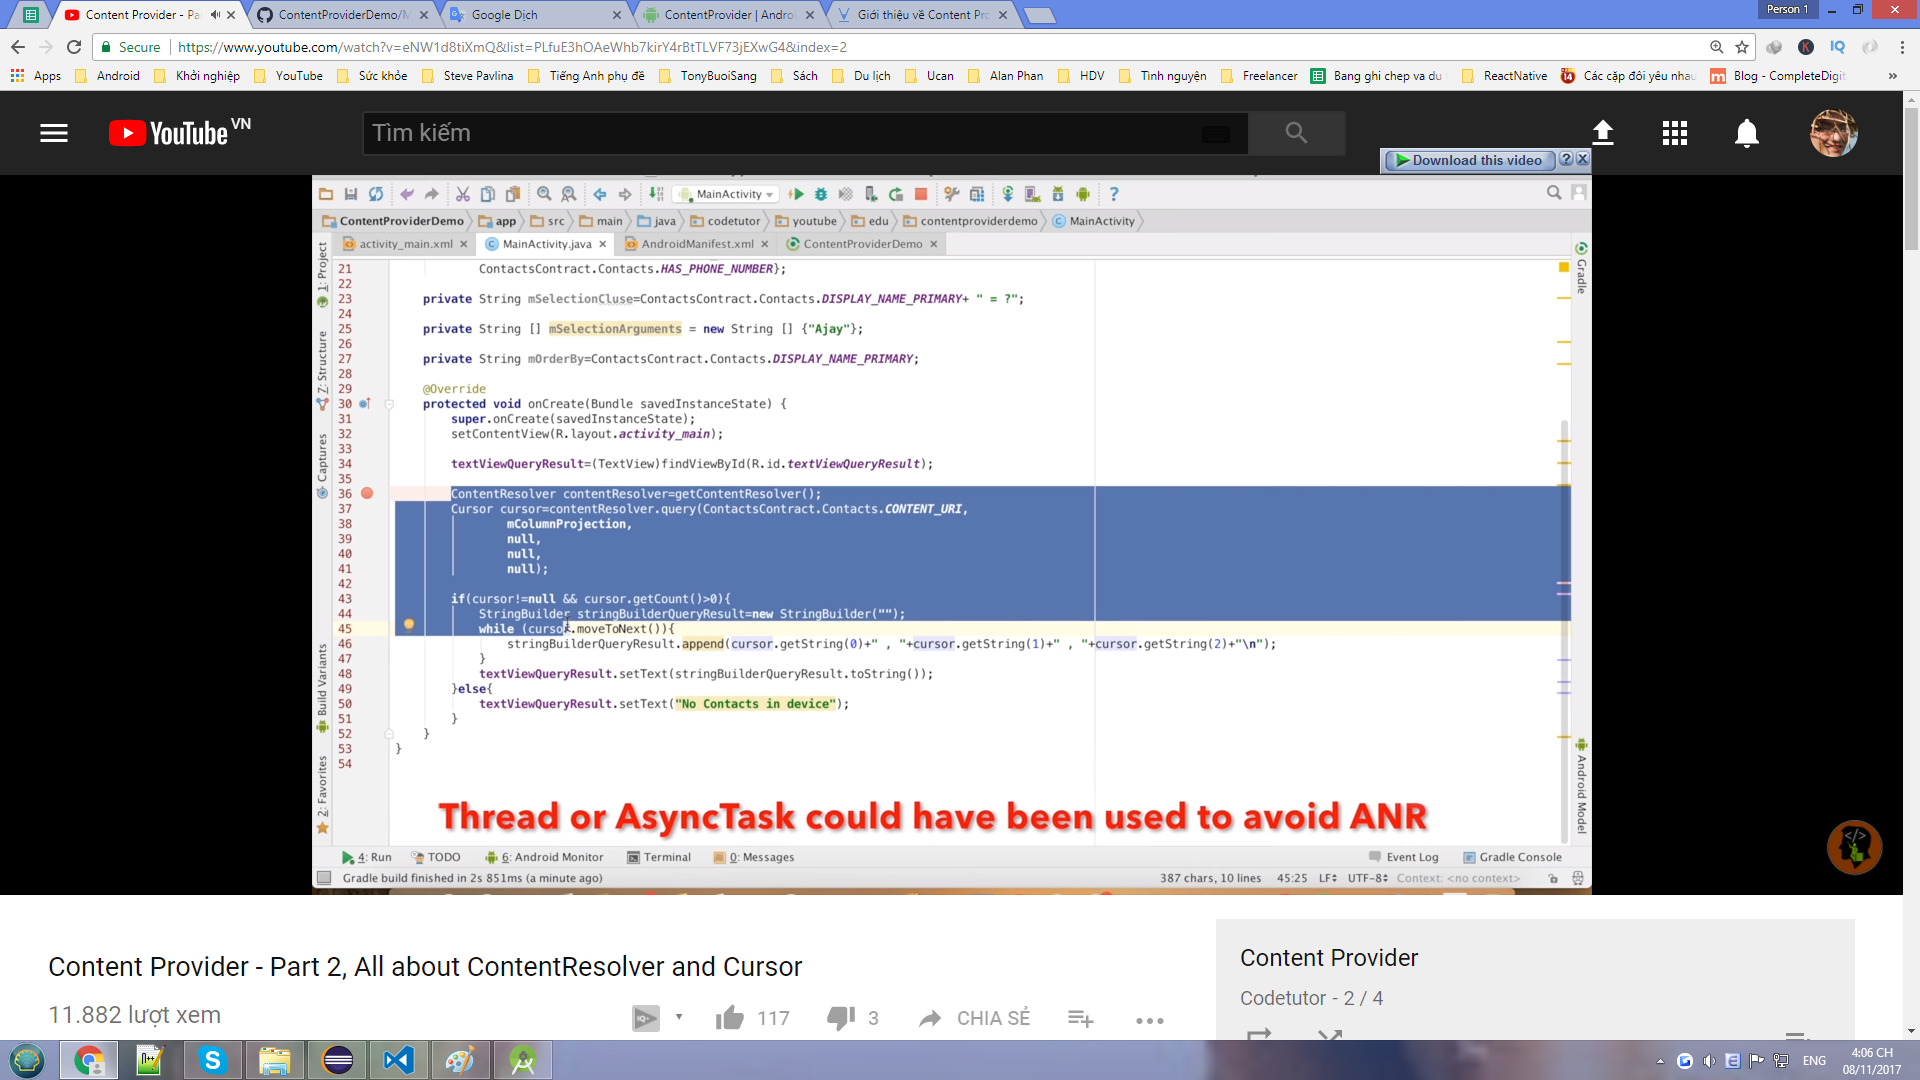 Content Provider - Pa
ContentProviderDemo/M
Google Dịch
ContentProvider | Androi
Giới thiệu về Content Pro
Person 1
Secure
https://www.youtube.com/watch?v=eNW1d8tiXmQ&list=PLfuE3hOAeWhb7kirY4rBtTLVF73jEXwG4&index=2
Apps
Android
Khởi nghiệp
YouTube
Sức khỏe
Steve Pavlina
Tiếng Anh phụ đề
TonyBuoiSang
Sách
Du lịch
Ucan
Alan Phan
HDV
Tình nguyện
Freelancer
Bang ghi chep va du
ReactNative
Các cặp đôi yêu nhau
Blog - CompleteDigit
YouTube VN
Tìm kiếm
Download this video
MainActivity
ContentProviderDemo
app
src
main
java
codetutor
youtube
edu
contentproviderdemo
MainActivity
activity_main.xml
MainActivity.java
AndroidManifest.xml
ContentProviderDemo
1: Project
Z: Structure
Captures
Build Variants
2: Favorites
Gradle
Android Model
21 ContactsContract.Contacts.HAS_PHONE_NUMBER};
22
23 private String mSelectionCluse=ContactsContract.Contacts.DISPLAY_NAME_PRIMARY+ " = ?";
24
25 private String [] mSelectionArguments = new String [] {"Ajay"};
26
27 private String mOrderBy=ContactsContract.Contacts.DISPLAY_NAME_PRIMARY;
28
29 @Override
30 protected void onCreate(Bundle savedInstanceState) {
31 super.onCreate(savedInstanceState);
32 setContentView(R.layout.activity_main);
33
34 textViewQueryResult=(TextView)findViewById(R.id.textViewQueryResult);
35
36 ContentResolver contentResolver=getContentResolver();
37 Cursor cursor=contentResolver.query(ContactsContract.Contacts.CONTENT_URI,
38 mColumnProjection,
39 null,
40 null,
41 null);
42
43 if(cursor!=null && cursor.getCount()>0){
44 StringBuilder stringBuilderQueryResult=new StringBuilder("");
45 while (cursor.moveToNext()){
46 stringBuilderQueryResult.append(cursor.getString(0)+" , "+cursor.getString(1)+" , "+cursor.getString(2)+"\n");
47 }
48 textViewQueryResult.setText(stringBuilderQueryResult.toString());
49 }else{
50 textViewQueryResult.setText("No Contacts in device");
51 }
52 }
53 }
54
Thread or AsyncTask could have been used to avoid ANR
4: Run
TODO
6: Android Monitor
Terminal
0: Messages
Event Log
Gradle Console
Gradle build finished in 2s 851ms (a minute ago)
387 chars, 10 lines
45:25
LF
UTF-8
Context: <no context>
Content Provider - Part 2, All about ContentResolver and Cursor
11.882 lượt xem
117
3
CHIA SẺ
Content Provider
Codetutor - 2 / 4
ENG
4:06 CH
08/11/2017